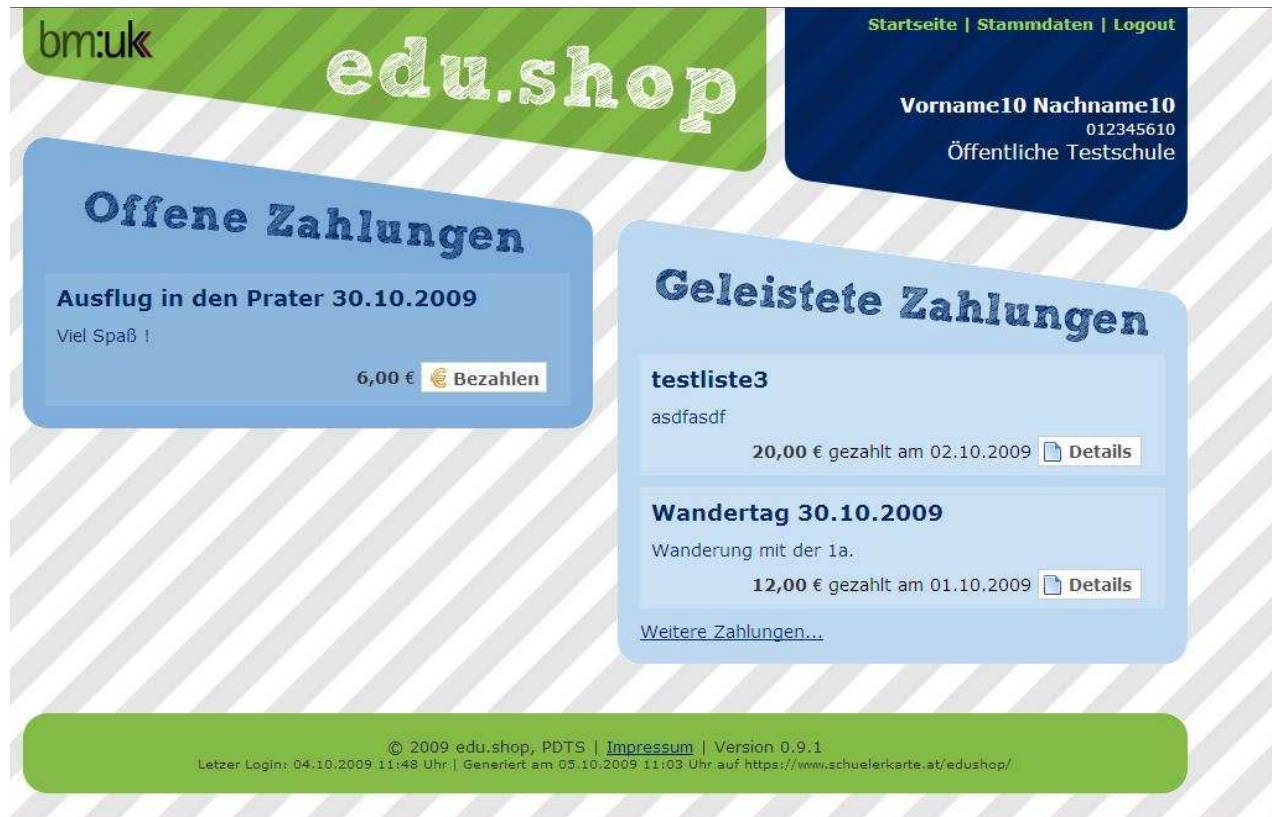 bm:uk
edu.shop
Startseite | Stammdaten | Logout
Vorname10 Nachname10
012345610
Öffentliche Testschule
Offene Zahlungen
Ausflug in den Prater 30.10.2009
Viel Spaß !
6,00 € Bezahlen
Geleistete Zahlungen
testliste3
asdfasdf
20,00 € gezahlt am 02.10.2009 Details
Wandertag 30.10.2009
Wanderung mit der 1a.
12,00 € gezahlt am 01.10.2009 Details
Weitere Zahlungen...
© 2009 edu.shop, PDTS | Impressum | Version 0.9.1
Letzer Login: 04.10.2009 11:48 Uhr | Generiert am 05.10.2009 11:03 Uhr auf https://www.schuelerkarte.at/edushop/